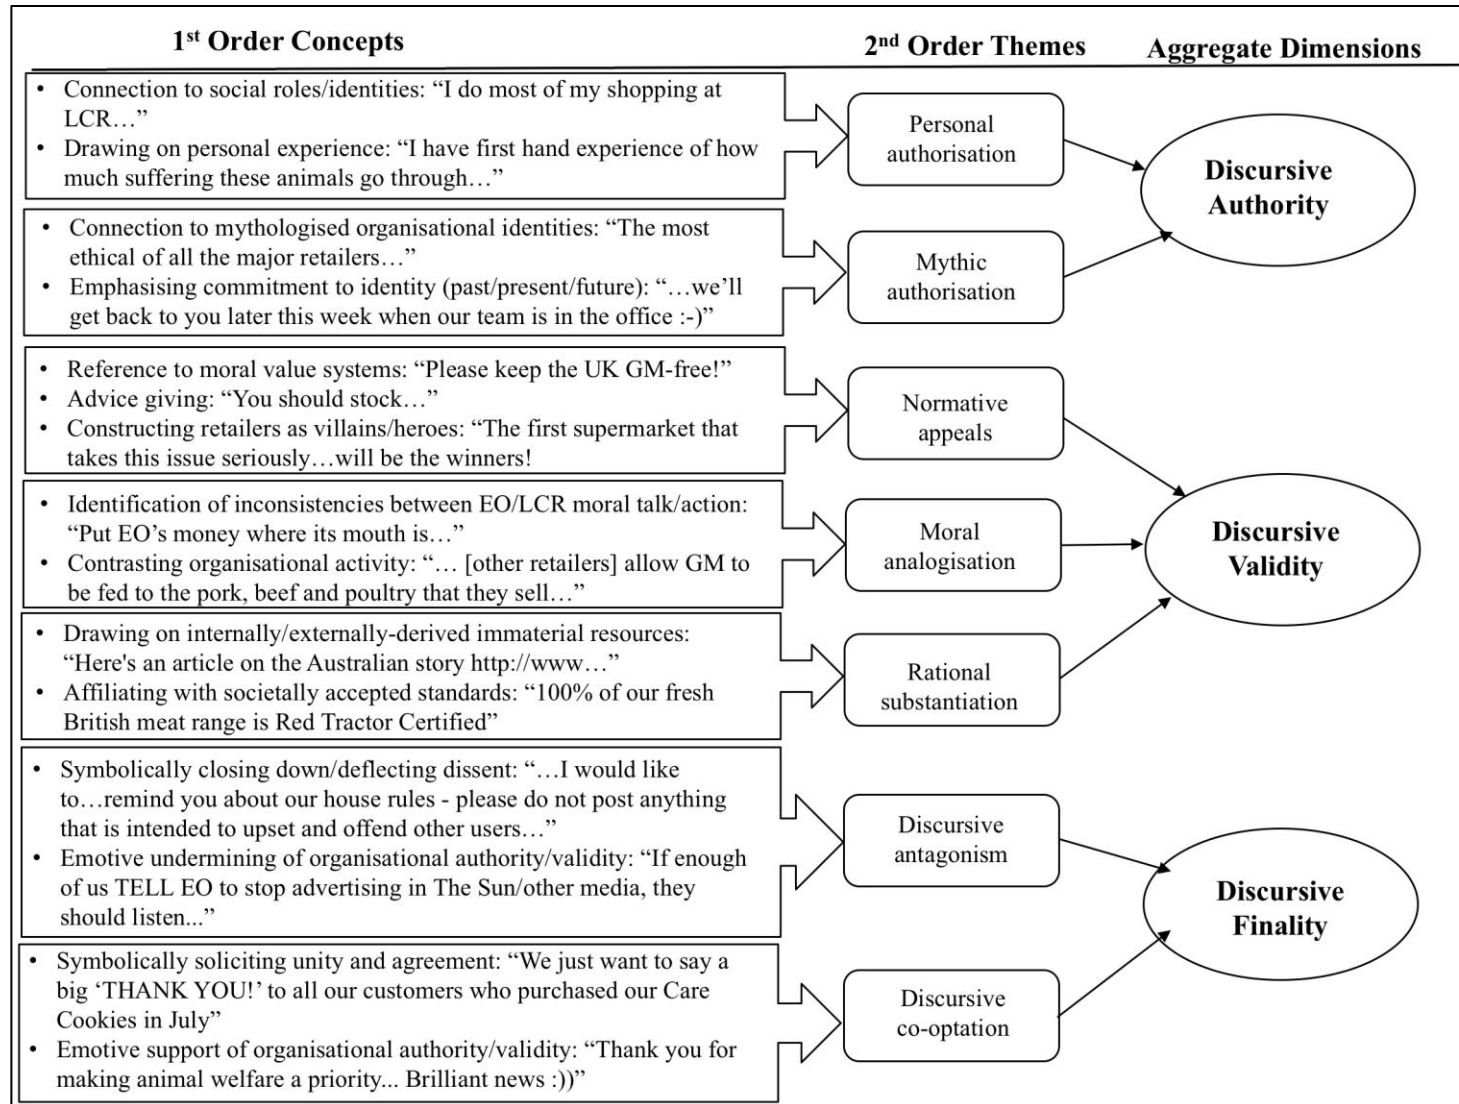 1st Order Concepts
2nd Order Themes
Aggregate Dimensions
• Connection to social roles/identities: “I do most of my shopping at
LCR…”
• Drawing on personal experience: “I have first hand experience of how
much suffering these animals go through…”
Personal
authorisation
Discursive
Authority
• Connection to mythologised organisational identities: “The most
ethical of all the major retailers…”
• Emphasising commitment to identity (past/present/future): “…we’ll
get back to you later this week when our team is in the office :-)”
Mythic
authorisation
• Reference to moral value systems: “Please keep the UK GM-free!”
• Advice giving: “You should stock…”
• Constructing retailers as villains/heroes: “The first supermarket that
takes this issue seriously…will be the winners!
Normative
appeals
• Identification of inconsistencies between EO/LCR moral talk/action:
“Put EO’s money where its mouth is…”
• Contrasting organisational activity: “… [other retailers] allow GM to
be fed to the pork, beef and poultry that they sell…”
Moral
analogisation
Discursive
Validity
• Drawing on internally/externally-derived immaterial resources:
“Here's an article on the Australian story http://www…”
• Affiliating with societally accepted standards: “100% of our fresh
British meat range is Red Tractor Certified”
Rational
substantiation
• Symbolically closing down/deflecting dissent: “…I would like
to…remind you about our house rules - please do not post anything
that is intended to upset and offend other users…”
• Emotive undermining of organisational authority/validity: “If enough
of us TELL EO to stop advertising in The Sun/other media, they
should listen...”
Discursive
antagonism
Discursive
Finality
• Symbolically soliciting unity and agreement: “We just want to say a
big ‘THANK YOU!’ to all our customers who purchased our Care
Cookies in July”
• Emotive support of organisational authority/validity: “Thank you for
making animal welfare a priority... Brilliant news :))”
Discursive
co-optation